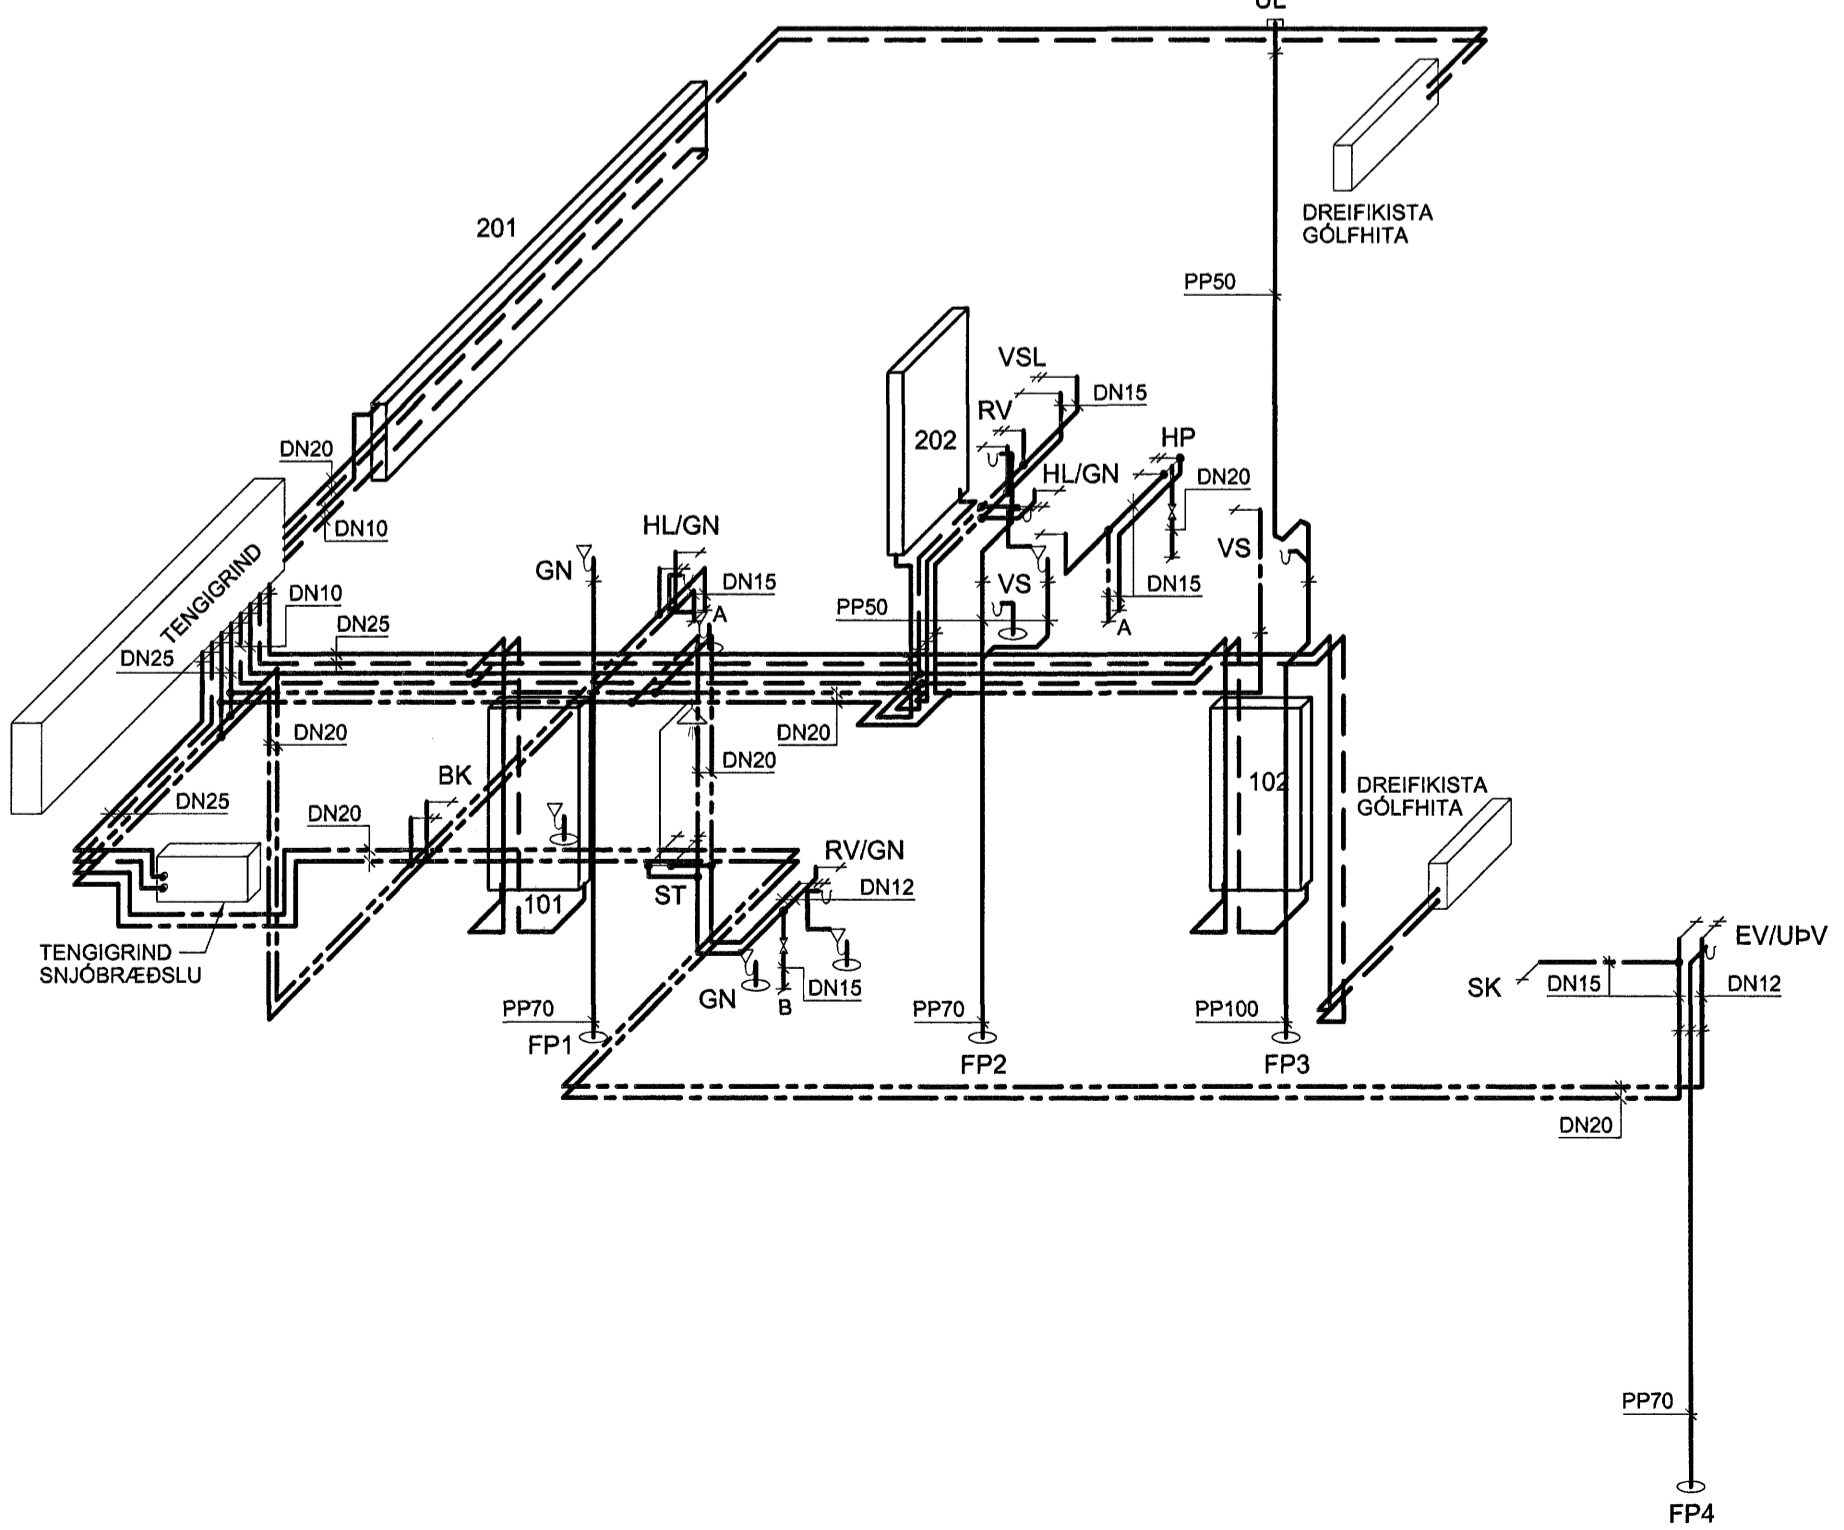 UL
DREIFIKISTA
GÓLFHITA
201
PP50
VSL
DN15
RV
202
HP
DN20
HL/GN
DN20
DN10
TENGIGRIND
HL/GN
GN
DN15
A
VS
VS
DN15
A
PP50
DN10
DN25
DN25
DN20
DN20
DN20
BK
DN25
DN20
102
DREIFIKISTA
GÓLFHITA
RV/GN
DN12
ST
101
TENGIGRIND
SNJÓBRÆÐSLU
GN
DN15
B
PP70
FP1
PP70
FP2
PP100
FP3
SK
DN15
EV/UÞV
DN12
DN20
PP70
FP4